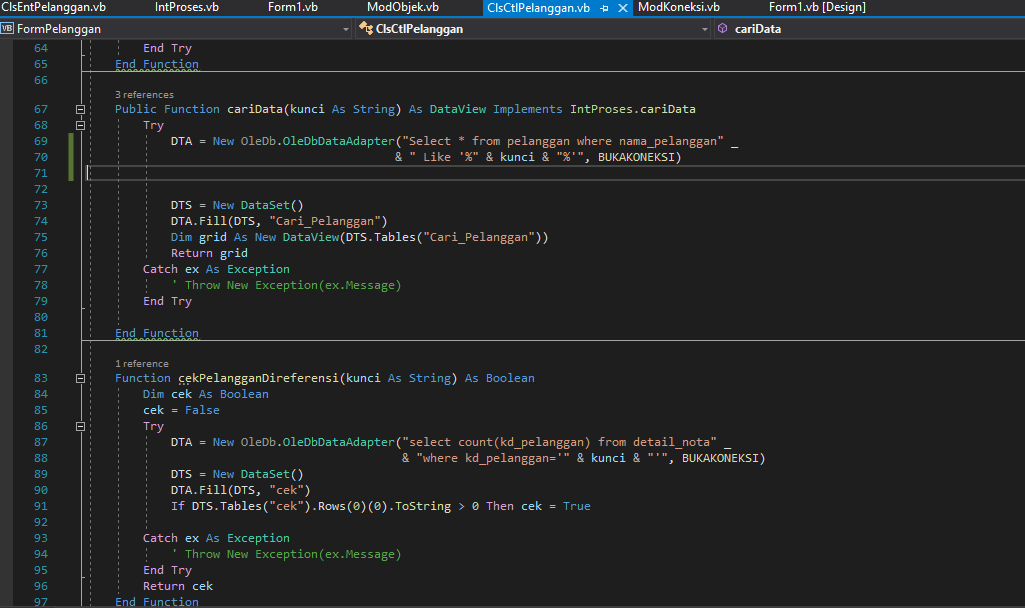 ClsEntPelanggan.vb IntProses.vb Form1.vb ModObjek.vb ClsCtlPelanggan.vb ModKoneksi.vb Form1.vb [Design]
VB FormPelanggan ClsCtlPelanggan cariData
64 End Try
65 End Function
66
3 references
67 Public Function cariData(kunci As String) As DataView Implements IntProses.cariData
68 Try
69 DTA = New OleDb.OleDbDataAdapter("Select * from pelanggan where nama_pelanggan" _
70 & " Like '%" & kunci & "%'", BUKAKONEKSI)
71
72
73 DTS = New DataSet()
74 DTA.Fill(DTS, "Cari_Pelanggan")
75 Dim grid As New DataView(DTS.Tables("Cari_Pelanggan"))
76 Return grid
77 Catch ex As Exception
78 ' Throw New Exception(ex.Message)
79 End Try
80
81 End Function
82
1 reference
83 Function cekPelangganDireferensi(kunci As String) As Boolean
84 Dim cek As Boolean
85 cek = False
86 Try
87 DTA = New OleDb.OleDbDataAdapter("select count(kd_pelanggan) from detail_nota" _
88 & "where kd_pelanggan='" & kunci & "'", BUKAKONEKSI)
89 DTS = New DataSet()
90 DTA.Fill(DTS, "cek")
91 If DTS.Tables("cek").Rows(0)(0).ToString > 0 Then cek = True
92
93 Catch ex As Exception
94 ' Throw New Exception(ex.Message)
95 End Try
96 Return cek
97 End Function